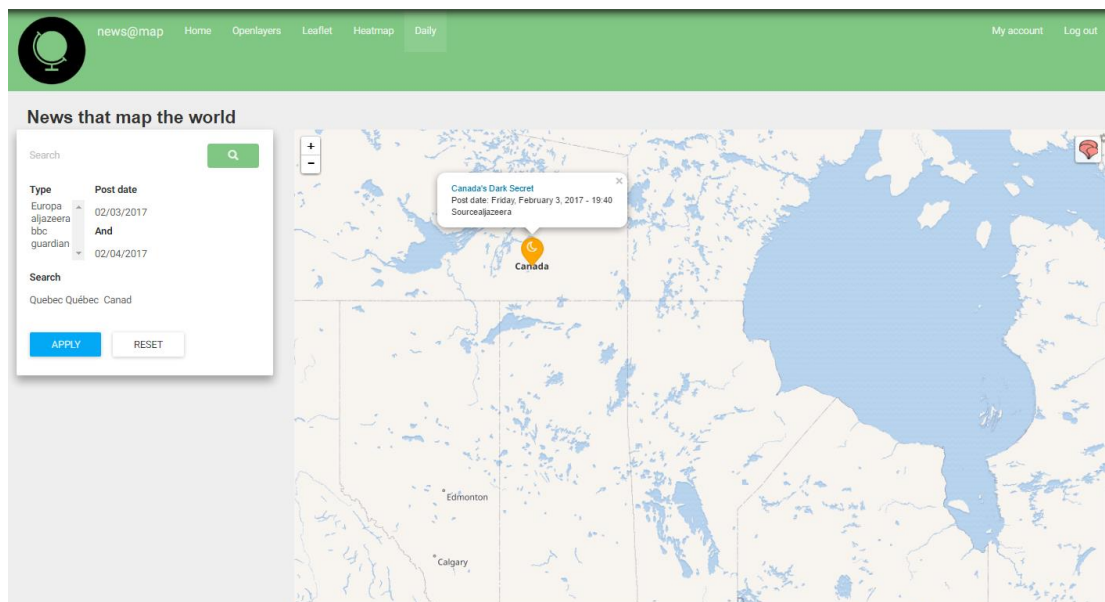 news@map Home Openlayers Leaflet Heatmap Daily My account Log out
News that map the world
Search
Type Post date
Europa
aljazeera
bbc
guardian
02/03/2017
And
02/04/2017
Search
Quebec Québec Canad
APPLY RESET
+
-
Canada's Dark Secret ×
Post date: Friday, February 3, 2017 - 19:40
Sourcealjazeera
Canada
Edmonton
Calgary